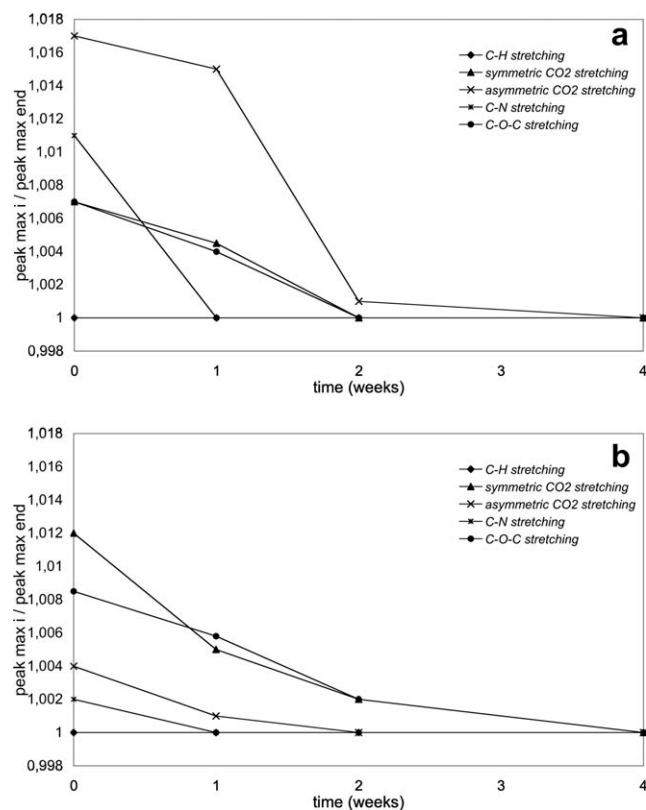 a
1,018
1,016
1,014
1,012
1,01
1,008
1,006
1,004
1,002
1
0,998
peak max i / peak max end
C-H stretching
symmetric CO2 stretching
asymmetric CO2 stretching
C-N stretching
C-O-C stretching
0 1 2 3 4
time (weeks)
b
1,018
1,016
1,014
1,012
1,01
1,008
1,006
1,004
1,002
1
0,998
peak max i / peak max end
C-H stretching
symmetric CO2 stretching
asymmetric CO2 stretching
C-N stretching
C-O-C stretching
0 1 2 3 4
time (weeks)